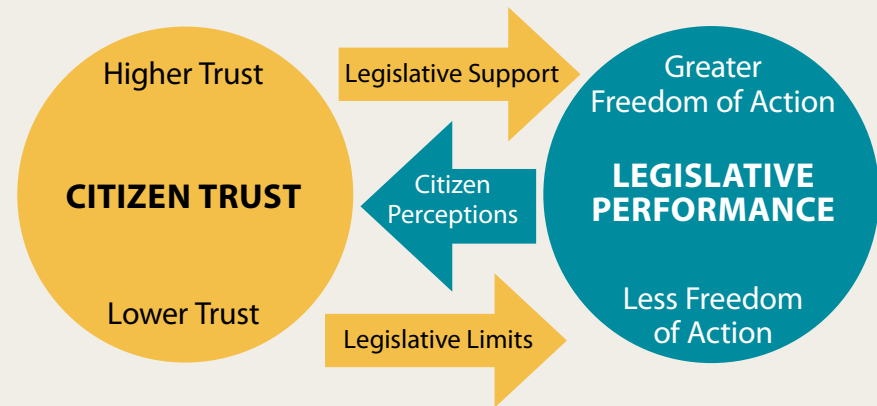 Higher Trust
CITIZEN TRUST
Lower Trust
Legislative Support
Citizen
Perceptions
Legislative Limits
Greater
Freedom of Action
LEGISLATIVE
PERFORMANCE
Less Freedom
of Action